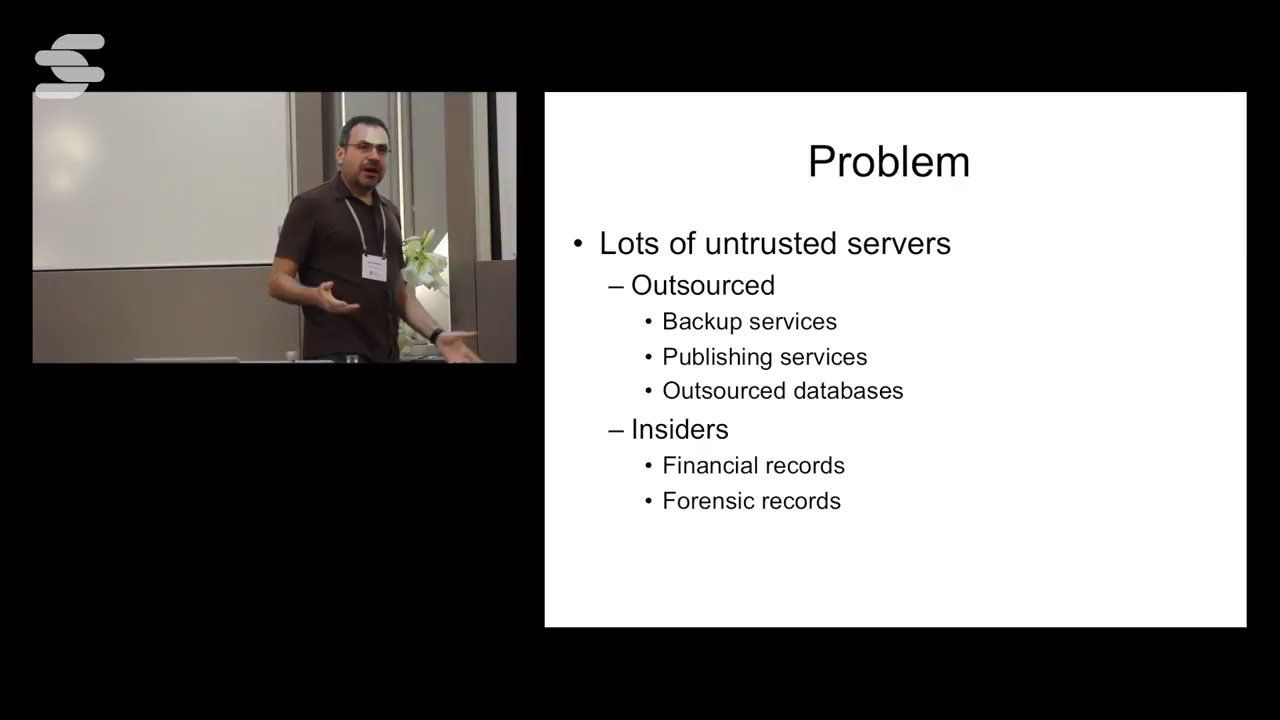 Problem
• Lots of untrusted servers
– Outsourced
• Backup services
• Publishing services
• Outsourced databases
– Insiders
• Financial records
• Forensic records